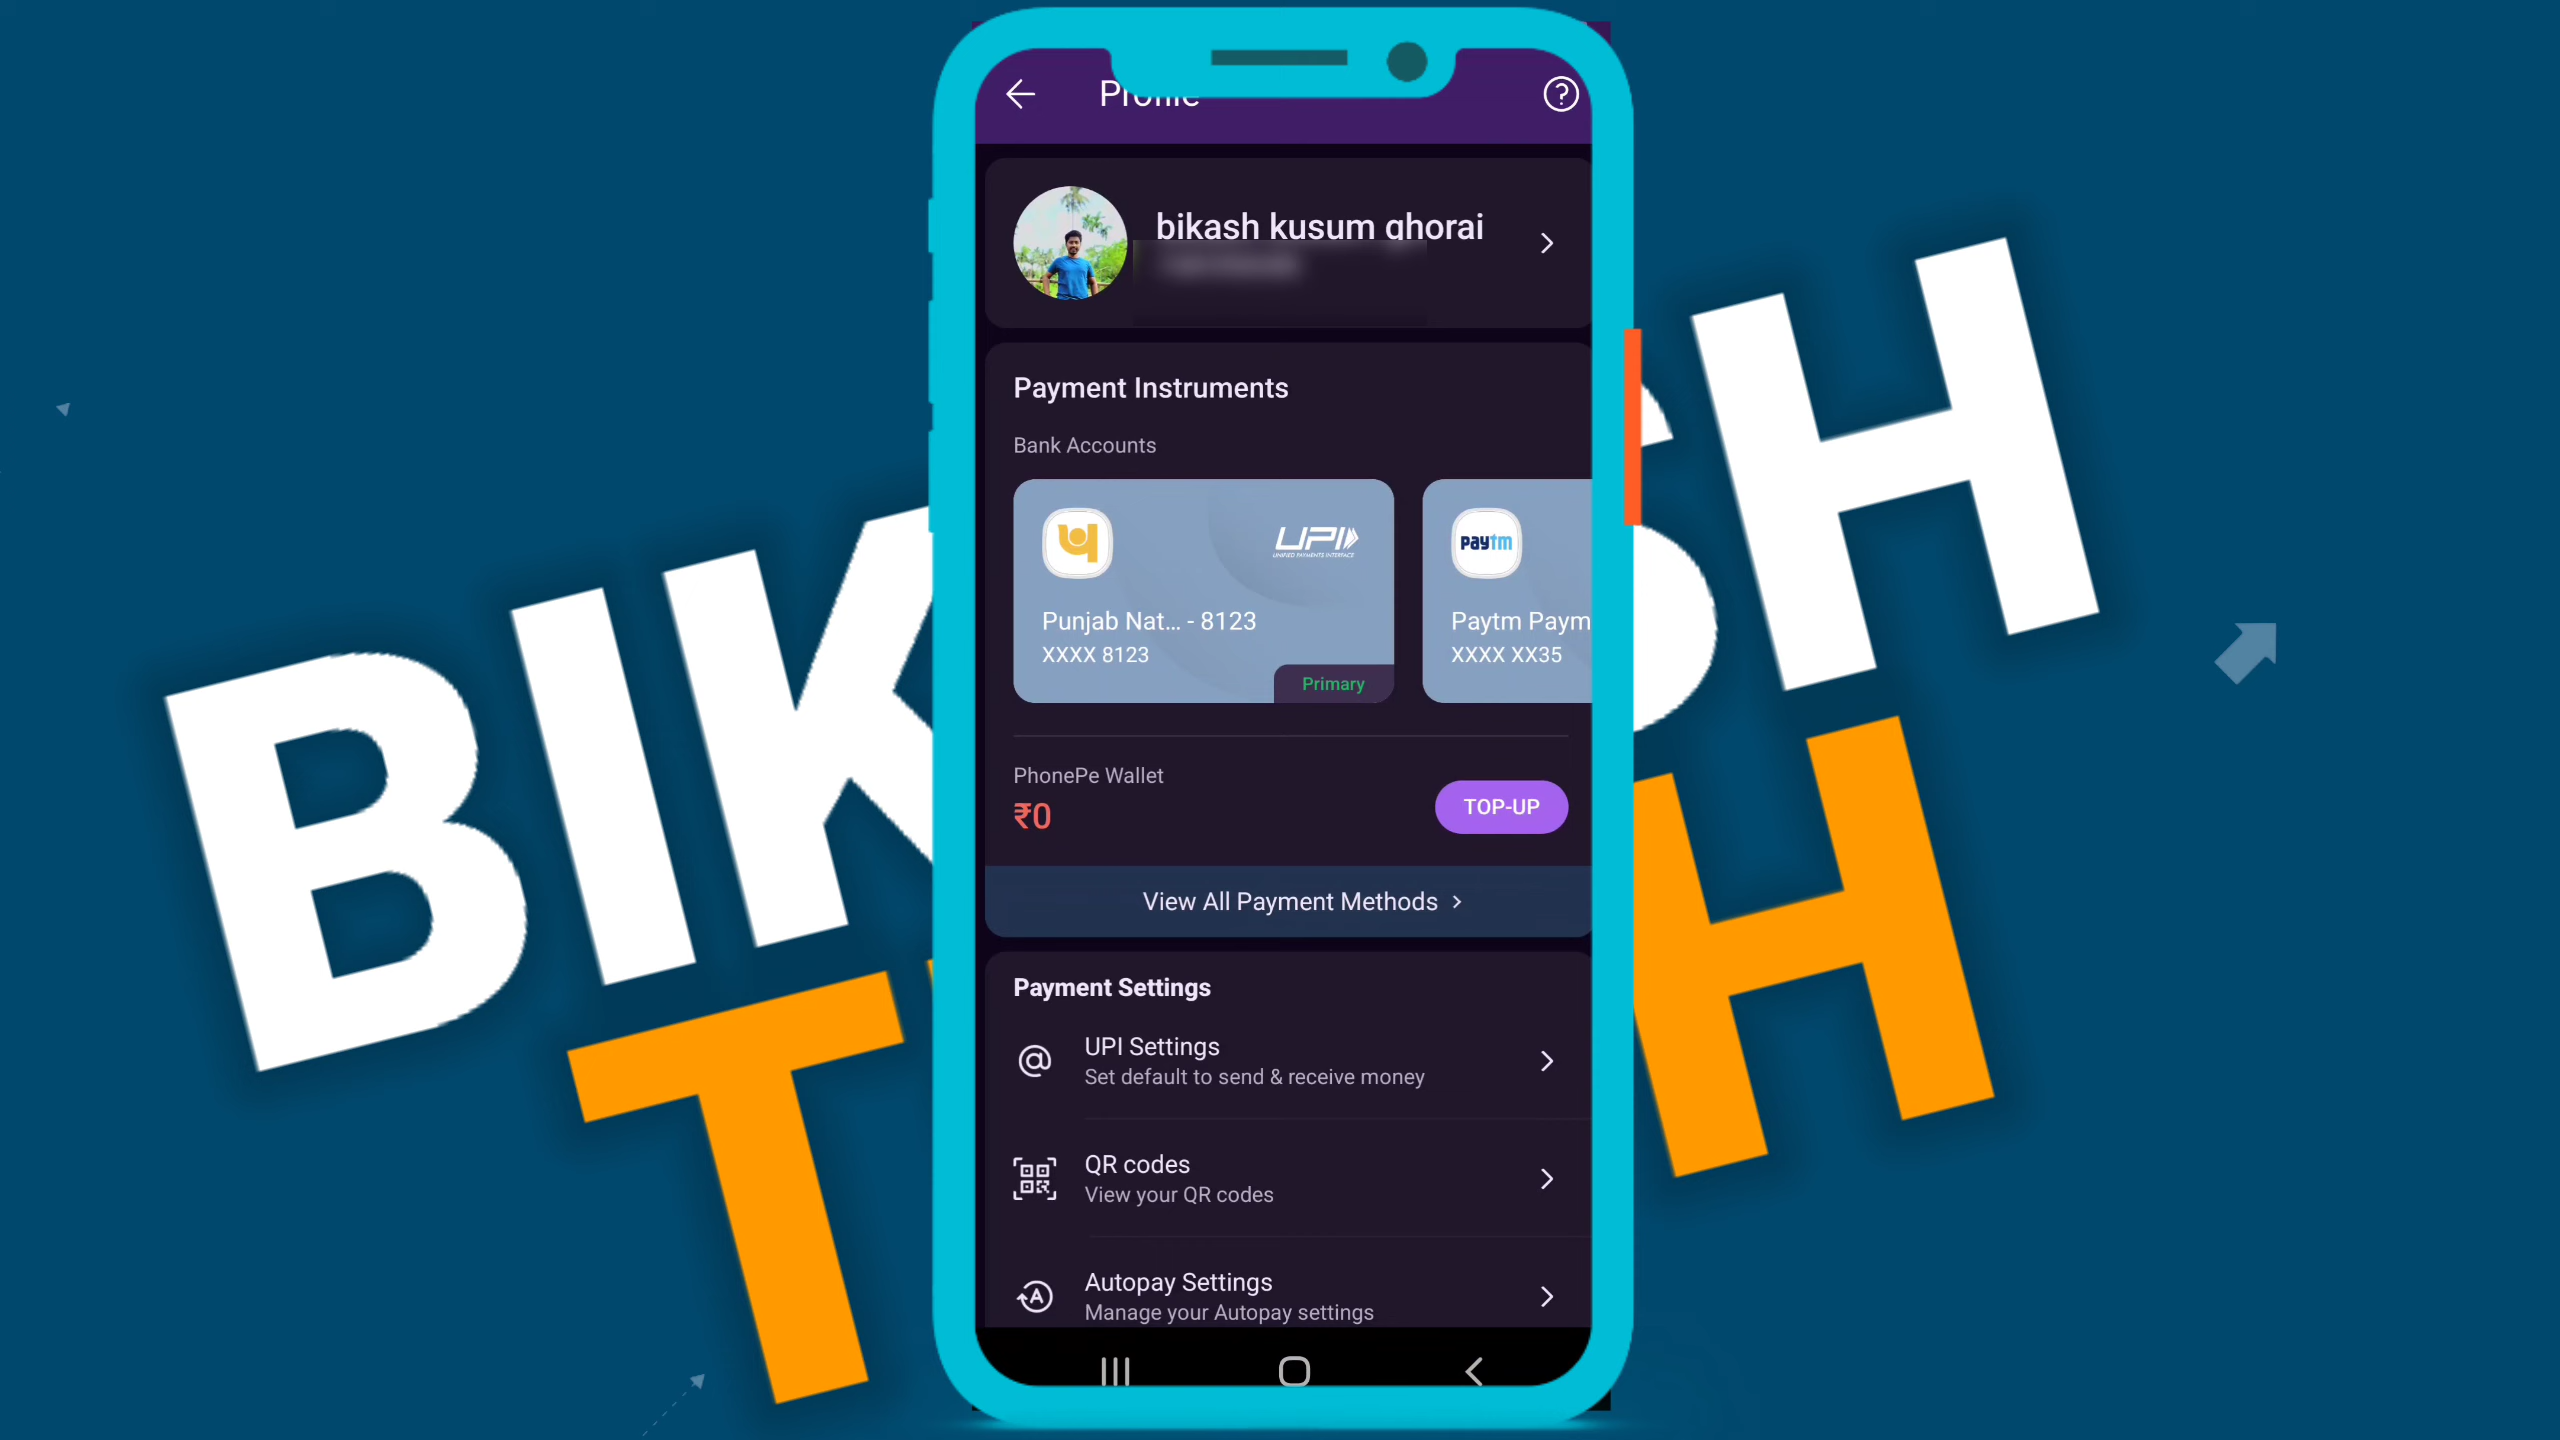 Profile
bikash kusum ghorai
Payment Instruments
Bank Accounts
UPI
UNIFIED PAYMENTS INTERFACE
Punjab Nat... - 8123
XXXX 8123
Primary
paytm
Paytm Paym
XXXX XX35
PhonePe Wallet
₹0
TOP-UP
View All Payment Methods
Payment Settings
UPI Settings
Set default to send & receive money
QR codes
View your QR codes
Autopay Settings
Manage your Autopay settings
BIK SH
T H